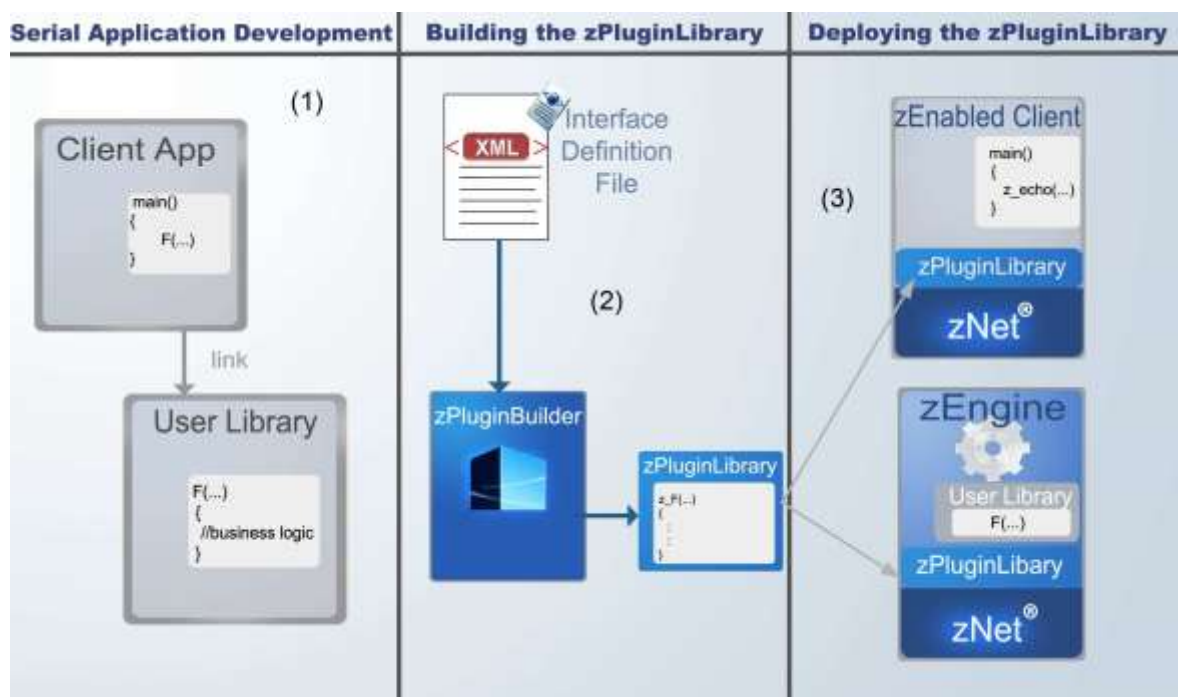 Serial Application Development
Building the zPluginLibrary
Deploying the zPluginLibrary
(1)
Client App
main()
{
F(...)
}
link
User Library
F(...)
{
//business logic
}
XML
Interface
Definition
File
(2)
zPluginBuilder
zPluginLibrary
z_F(...)
{
}
(3)
zEnabled Client
main()
{
z_echo(...)
}
zPluginLibrary
zNet®
zEngine
User Library
F(...)
zPluginLibary
zNet®